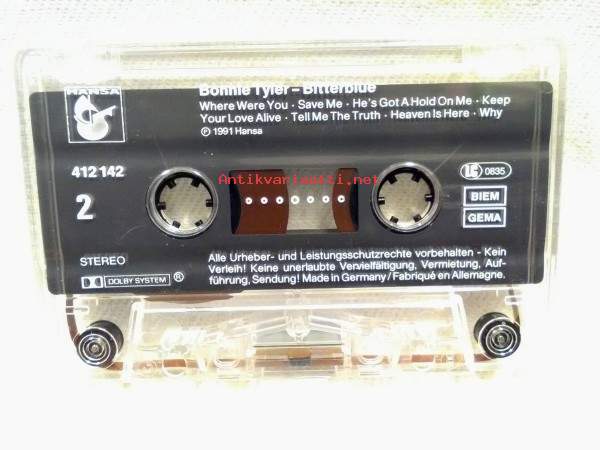 Bonnie Tyler – Bitterblue
HANSA
Where Were You · Save Me · He's Got A Hold On Me · Keep
Your Love Alive · Tell Me The Truth · Heaven Is Here · Why
℗ 1991 Hansa
412 142
LC 0835
Antikvariaatti.net
2
BIEM
GEMA
STEREO
DOLBY SYSTEM ®
Alle Urheber- und Leistungsschutzrechte vorbehalten - Kein
Verleih! Keine unerlaubte Vervielfältigung, Vermietung, Auf-
führung, Sendung! Made in Germany / Fabriqué en Allemagne.